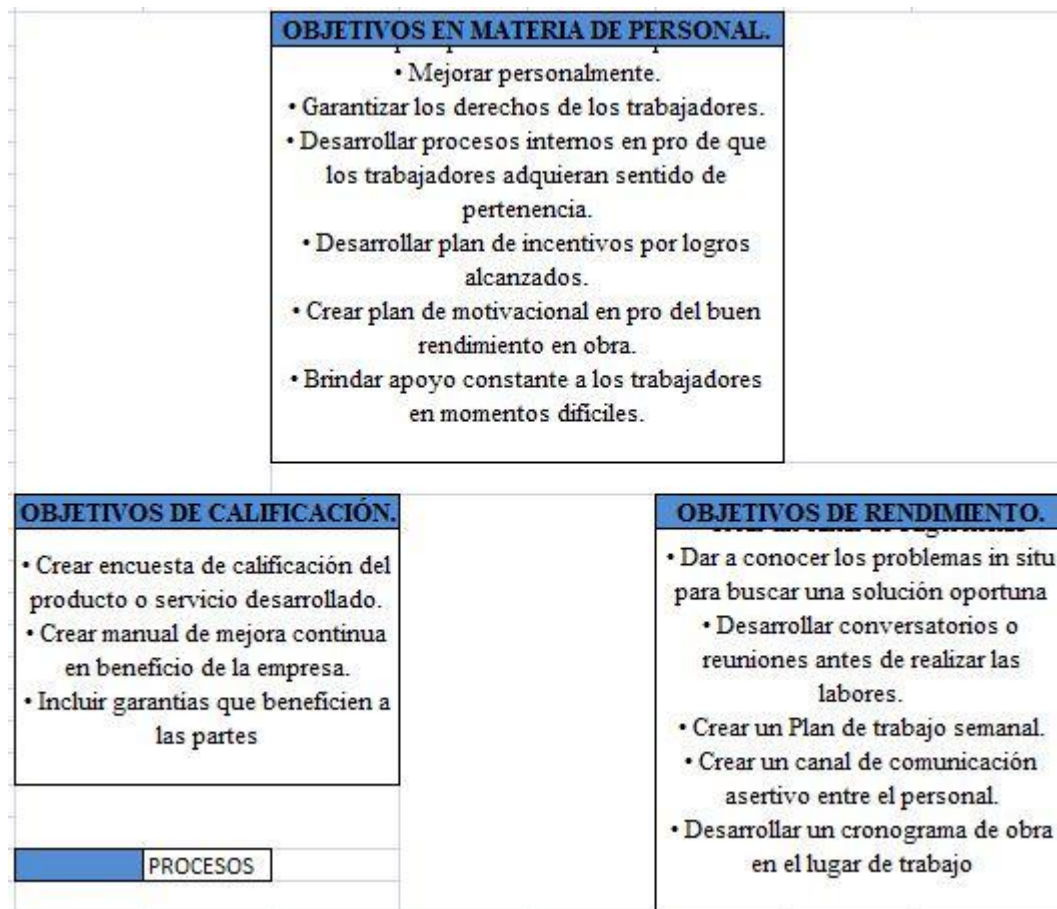 OBJETIVOS EN MATERIA DE PERSONAL.
• Mejorar personalmente.
• Garantizar los derechos de los trabajadores.
• Desarrollar procesos internos en pro de que
los trabajadores adquieran sentido de
pertenencia.
• Desarrollar plan de incentivos por logros
alcanzados.
• Crear plan de motivacional en pro del buen
rendimiento en obra.
• Brindar apoyo constante a los trabajadores
en momentos difíciles.
OBJETIVOS DE CALIFICACIÓN.
• Crear encuesta de calificación del
producto o servicio desarrollado.
• Crear manual de mejora continua
en beneficio de la empresa.
• Incluir garantías que beneficien a
las partes
OBJETIVOS DE RENDIMIENTO.
• Dar a conocer los problemas in situ
para buscar una solución oportuna
• Desarrollar conversatorios o
reuniones antes de realizar las
labores.
• Crear un Plan de trabajo semanal.
• Crear un canal de comunicación
asertivo entre el personal.
• Desarrollar un cronograma de obra
en el lugar de trabajo
PROCESOS